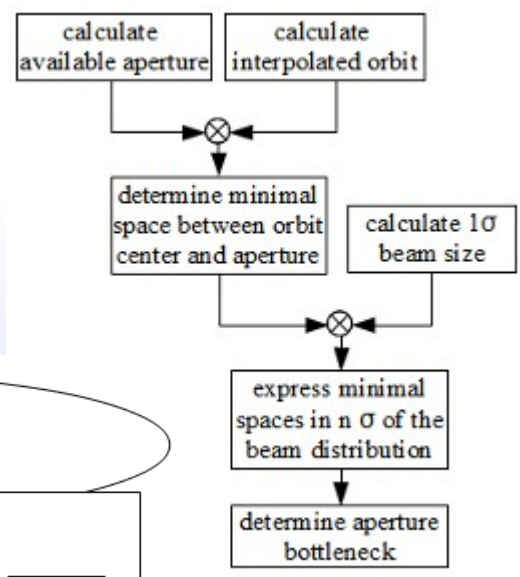 calculate
available aperture
calculate
interpolated orbit
determine minimal
space between orbit
center and aperture
calculate 1σ
beam size
express minimal
spaces in n σ of the
beam distribution
determine aperture
bottleneck